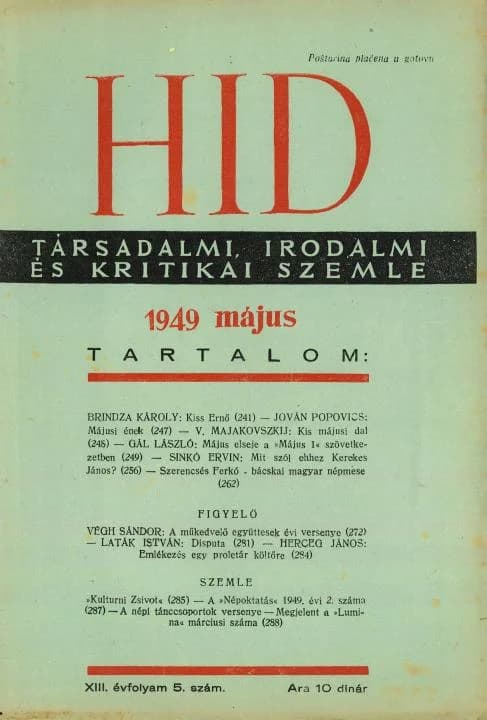 Poštarina plaćena u gotovu
HID
TÁRSADALMI, IRODALMI
ÉS KRITIKAI SZEMLE
1949 május
TARTALOM:
BRINDZA KÁROLY: Kiss Ernő (241) — JOVÁN POPOVICS:
Májusi ének (247) — V. MAJAKOVSZKIJ: Kis májusi dal
(248) — GÁL LÁSZLÓ: Május elseje a »Május 1« szövetke-
zetben (249) — SINKÓ ERVIN: Mit szól ehhez Kerekes
János? (256) — Szerencsés Ferkó - bácskai magyar népmese
(262)
FIGYELŐ
VÉGH SÁNDOR: A műkedvelő együttesek évi versenye (272)
— LATÁK ISTVÁN: Disputa (281) — HERCEG JÁNOS:
Emlékezés egy proletár költőre (284)
SZEMLE
»Kulturni Zsivot« (285) — A »Népoktatás« 1949. évi 2. száma
(287) — A népi tánccsoportok versenye — Megjelent a »Lumi-
na« márciusi száma (288)
XIII. évfolyam 5. szám. Ara 10 dinár